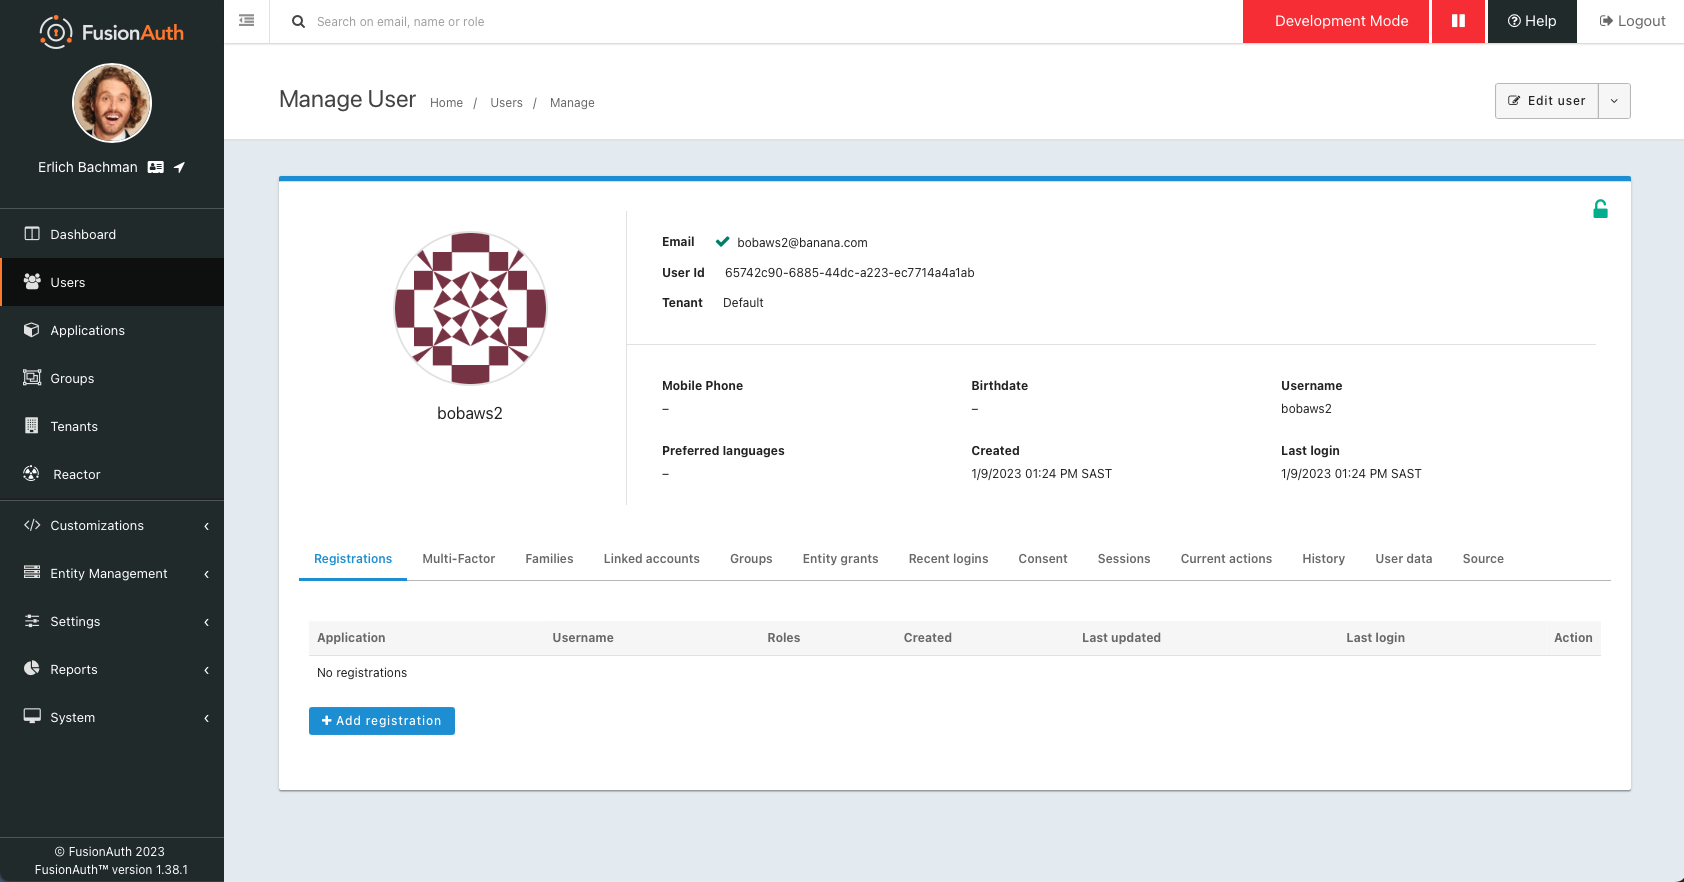 FusionAuth
Erlich Bachman
Dashboard
Users
Applications
Groups
Tenants
Reactor
Customizations
Entity Management
Settings
Reports
System
© FusionAuth 2023
FusionAuth™ version 1.38.1
Search on email, name or role
Development Mode
Help
Logout
Manage User
Home / Users / Manage
Edit user
bobaws2
Email bobaws2@banana.com
User Id 65742c90-6885-44dc-a223-ec7714a4a1ab
Tenant Default
Mobile Phone Birthdate Username
– – bobaws2
Preferred languages Created Last login
– 1/9/2023 01:24 PM SAST 1/9/2023 01:24 PM SAST
Registrations Multi-Factor Families Linked accounts Groups Entity grants Recent logins Consent Sessions Current actions History User data Source
Application Username Roles Created Last updated Last login Action
No registrations
Add registration